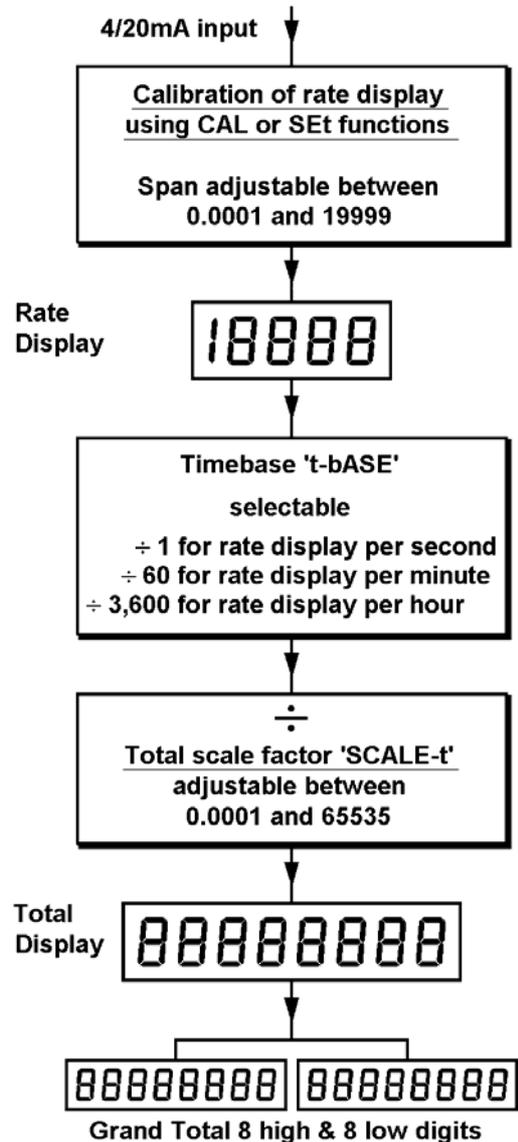 4/20mA input
Calibration of rate display
using CAL or SEt functions
Span adjustable between
0.0001 and 19999
Rate
Display
18888
Timebase 't-bASE'
selectable
÷ 1 for rate display per second
÷ 60 for rate display per minute
÷ 3,600 for rate display per hour
÷
Total scale factor 'SCALE-t'
adjustable between
0.0001 and 65535
Total
Display
88888888
88888888 88888888
Grand Total 8 high & 8 low digits